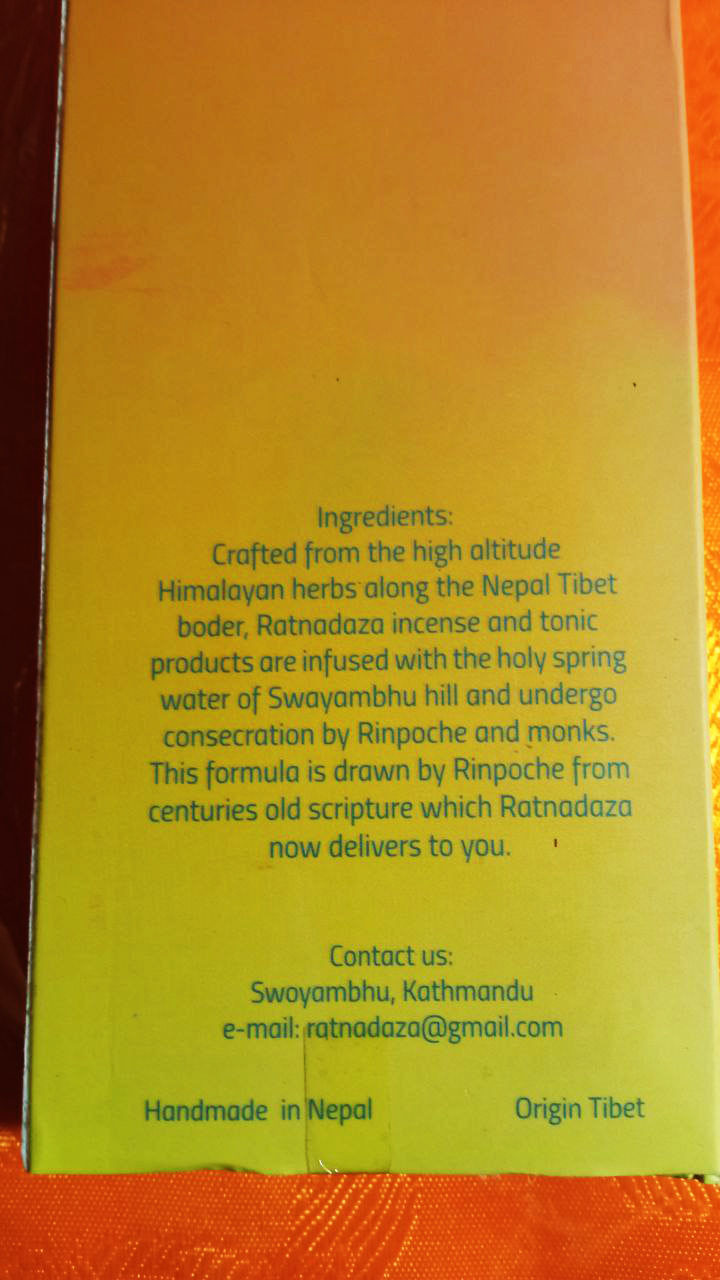 Ingredients:
Crafted from the high altitude
Himalayan herbs along the Nepal Tibet
boder, Ratnadaza incense and tonic
products are infused with the holy spring
water of Swayambhu hill and undergo
consecration by Rinpoche and monks.
This formula is drawn by Rinpoche from
centuries old scripture which Ratnadaza
now delivers to you.
Contact us:
Swoyambhu, Kathmandu
e-mail: ratnadaza@gmail.com
Handmade in Nepal Origin Tibet